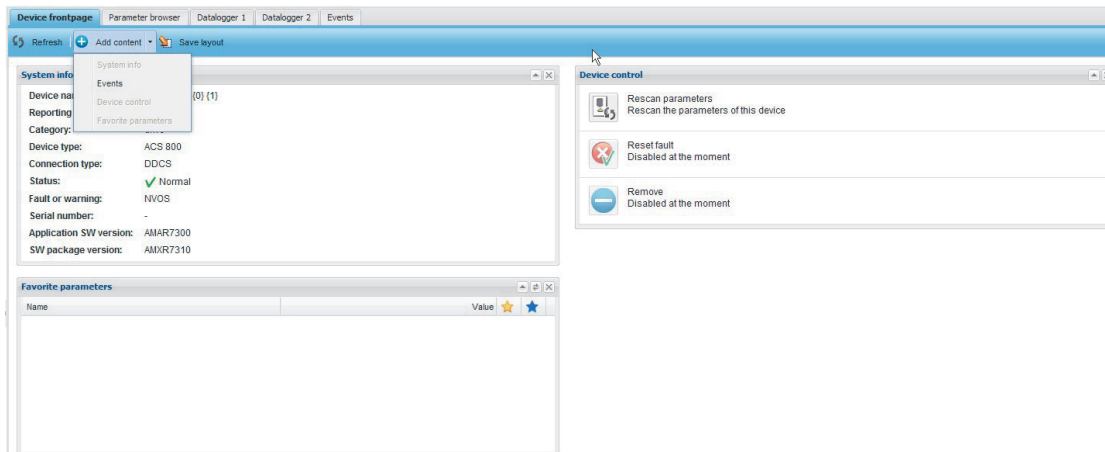 Device frontpage Parameter browser Datalogger 1 Datalogger 2 Events
Refresh Add content Save layout
System info
Events
Device control
Favorite parameters
System info
Device {0} {1}
Reporting
Category:
Device type: ACS 800
Connection type: DDCS
Status: Normal
Fault or warning: NVOS
Serial number: -
Application SW version: AMAR7300
SW package version: AMXR7310
Favorite parameters
Name Value
Device control
Rescan parameters
Rescan the parameters of this device
Reset fault
Disabled at the moment
Remove
Disabled at the moment